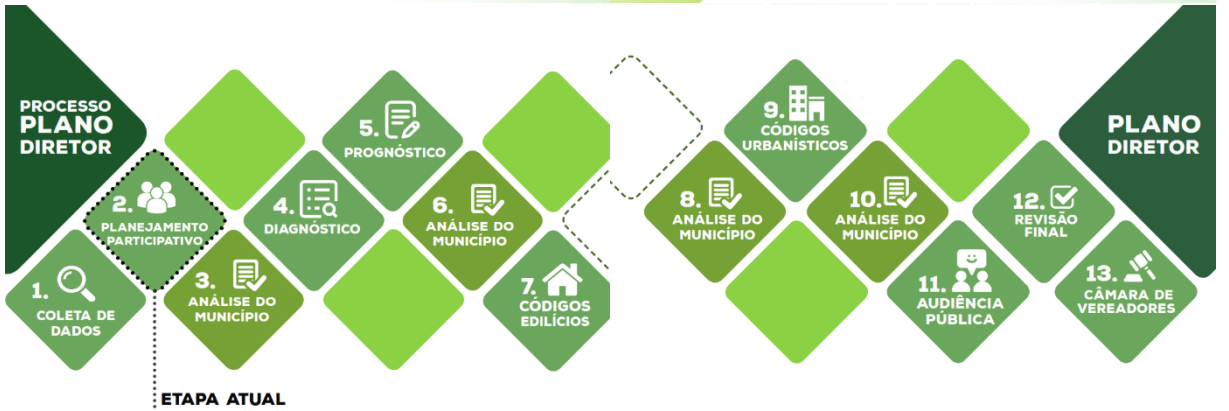 PROCESSO
PLANO
DIRETOR
1.
COLETA DE
DADOS
2.
PLANEJAMENTO
PARTICIPATIVO
3.
ANÁLISE DO
MUNICÍPIO
4.
DIAGNÓSTICO
5.
PROGNÓSTICO
6.
ANÁLISE DO
MUNICÍPIO
7.
CÓDIGOS
EDILÍCIOS
8.
ANÁLISE DO
MUNICÍPIO
9.
CÓDIGOS
URBANÍSTICOS
10.
ANÁLISE DO
MUNICÍPIO
11.
AUDIÊNCIA
PÚBLICA
12.
REVISÃO
FINAL
13.
CÂMARA DE
VEREADORES
PLANO
DIRETOR
ETAPA ATUAL